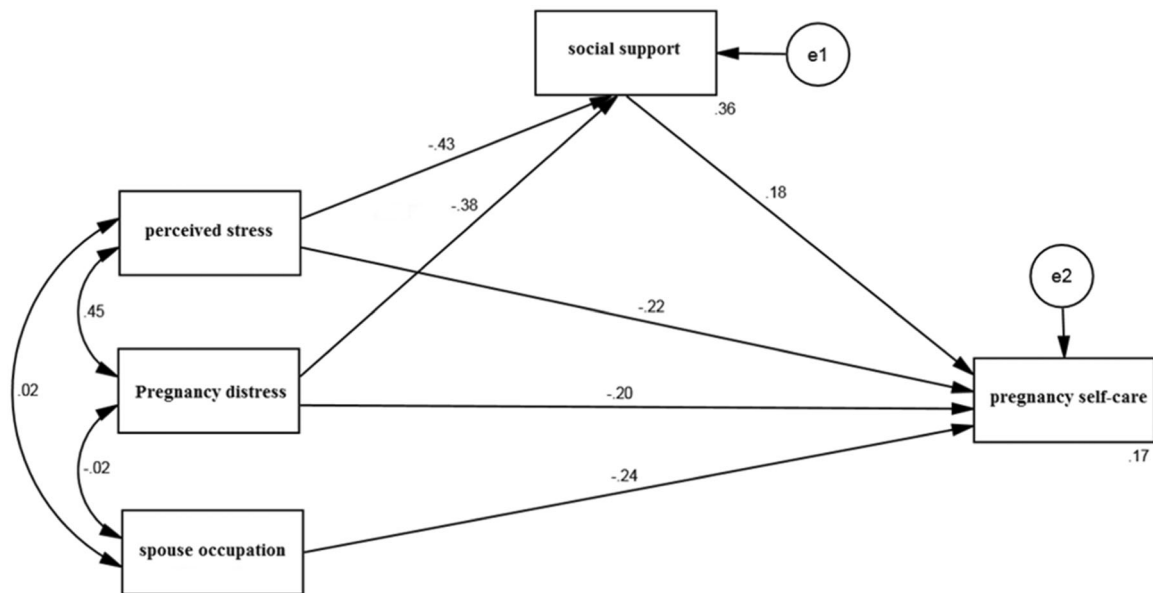 social support
e1
.36
-.43
.18
-.38
perceived stress
e2
-.22
.45
Pregnancy distress
.02
-.20
pregnancy self-care
.17
-.02
-.24
spouse occupation